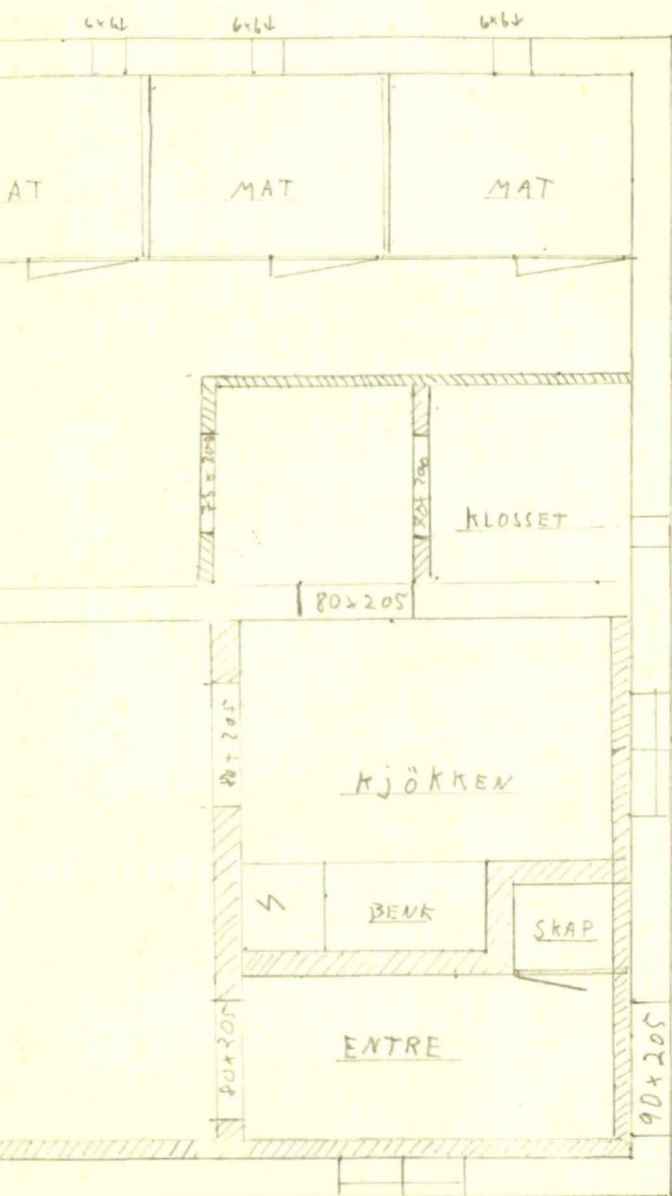 6x6↓ 6x6↓ 6x6↓
AT MAT MAT
75x200 80x200
KLOSSET
80x205
80x205
KJÖKKEN
BENK
SKAP
80x205
ENTRE
90x205